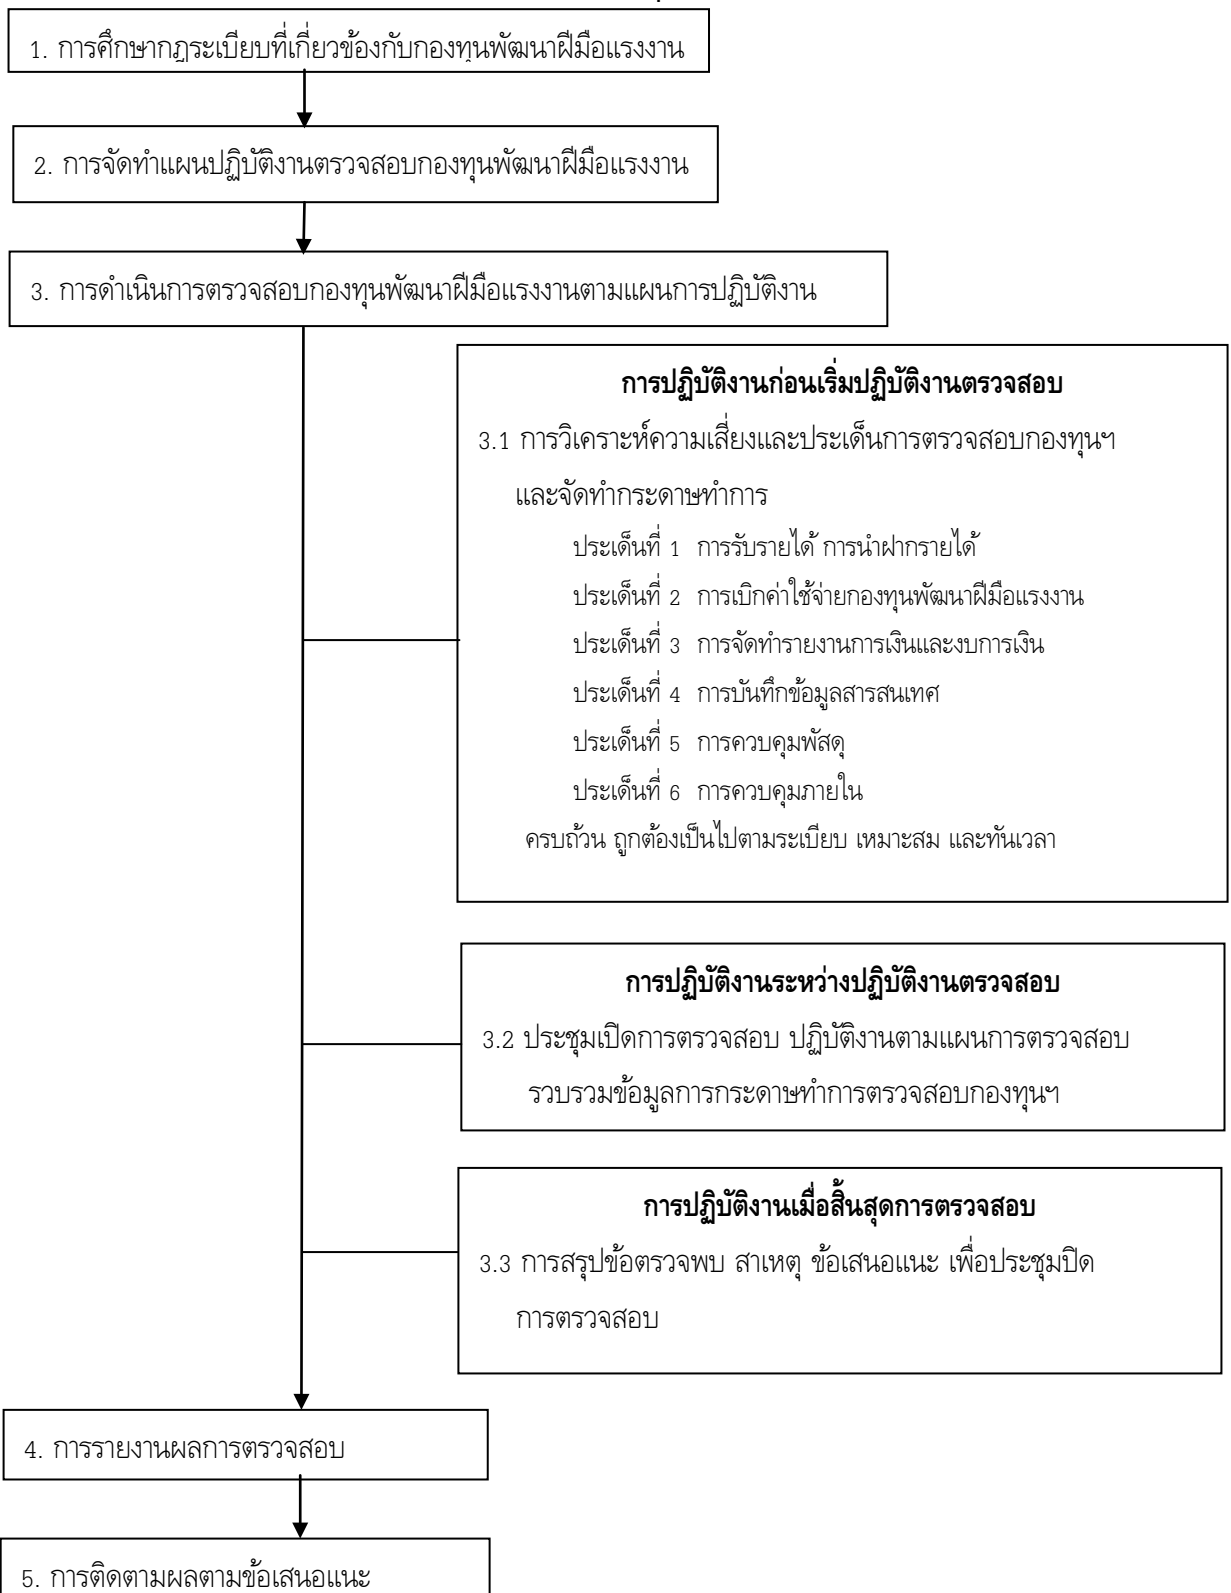 1. การศึกษากฎระเบียบที่เกี่ยวข้องกับกองทุนพัฒนาฝีมือแรงงาน
2. การจัดทำแผนปฏิบัติงานตรวจสอบกองทุนพัฒนาฝีมือแรงงาน
3. การดำเนินการตรวจสอบกองทุนพัฒนาฝีมือแรงงานตามแผนการปฏิบัติงาน
การปฏิบัติงานก่อนเริ่มปฏิบัติงานตรวจสอบ
3.1 การวิเคราะห์ความเสี่ยงและประเด็นการตรวจสอบกองทุนฯ
และจัดทำกระดาษทำการ
ประเด็นที่ 1 การรับรายได้ การนำฝากรายได้
ประเด็นที่ 2 การเบิกค่าใช้จ่ายกองทุนพัฒนาฝีมือแรงงาน
ประเด็นที่ 3 การจัดทำรายงานการเงินและงบการเงิน
ประเด็นที่ 4 การบันทึกข้อมูลสารสนเทศ
ประเด็นที่ 5 การควบคุมพัสดุ
ประเด็นที่ 6 การควบคุมภายใน
ครบถ้วน ถูกต้องเป็นไปตามระเบียบ เหมาะสม และทันเวลา
การปฏิบัติงานระหว่างปฏิบัติงานตรวจสอบ
3.2 ประชุมเปิดการตรวจสอบ ปฏิบัติงานตามแผนการตรวจสอบ
รวบรวมข้อมูลการกระดาษทำการตรวจสอบกองทุนฯ
การปฏิบัติงานเมื่อสิ้นสุดการตรวจสอบ
3.3 การสรุปข้อตรวจพบ สาเหตุ ข้อเสนอแนะ เพื่อประชุมปิด
การตรวจสอบ
4. การรายงานผลการตรวจสอบ
5. การติดตามผลตามข้อเสนอแนะ